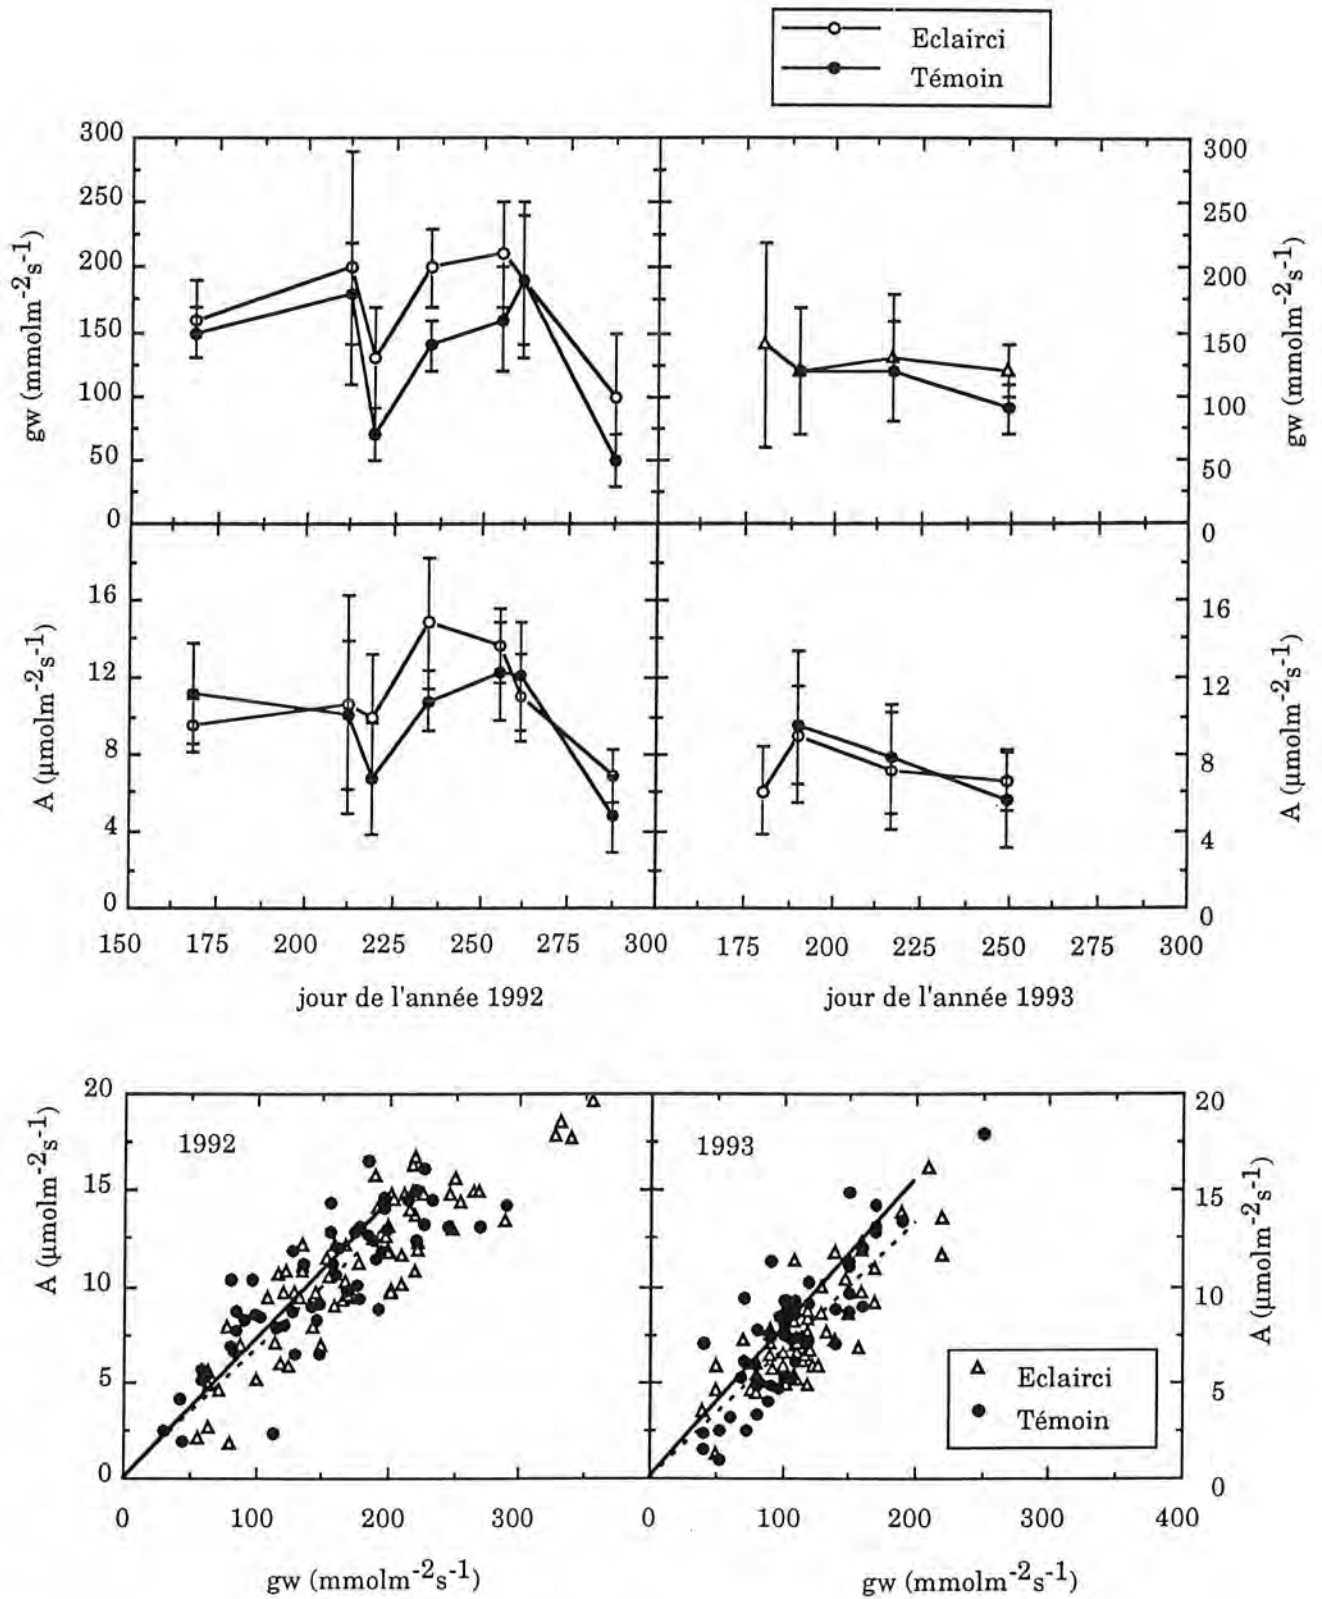 Eclairci
Témoin
300
250
200
150
100
50
0
gw (mmolm-2s-1)
300
250
200
150
100
50
0
gw (mmolm-2s-1)
16
12
8
4
0
A (µmolm-2s-1)
16
12
8
4
0
A (µmolm-2s-1)
150 175 200 225 250 275 300 175 200 225 250 275 300
jour de l'année 1992 jour de l'année 1993
20
15
10
5
0
A (µmolm-2s-1)
1992
1993
20
15
10
5
0
A (µmolm-2s-1)
Eclairci
Témoin
0 100 200 300 0 100 200 300 400
gw (mmolm-2s-1) gw (mmolm-2s-1)